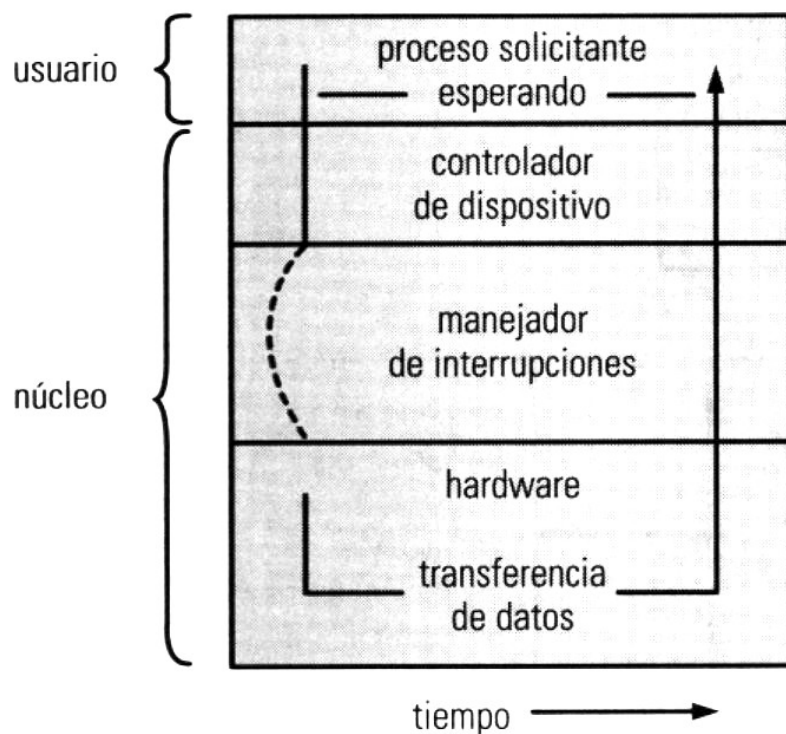 usuario
proceso solicitante
esperando
controlador
de dispositivo
manejador
de interrupciones
núcleo
hardware
transferencia
de datos
tiempo